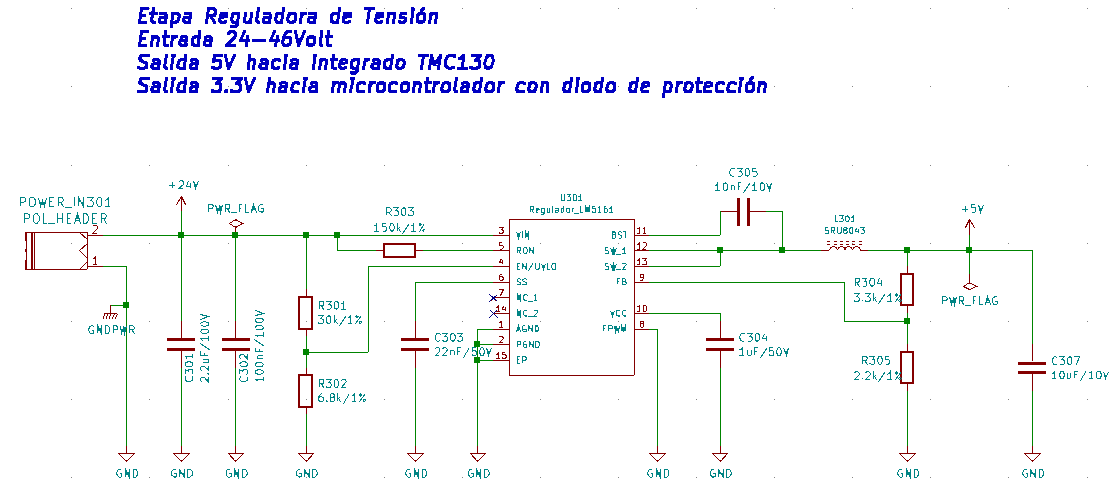 Etapa Reguladora de Tensión
Entrada 24-46Volt
Salida 5V hacia integrado TMC130
Salida 3.3V hacia microcontrolador con diodo de protección
POWER_IN301
POL_HEADER
2
1
GNDPWR
+24V
PWR_FLAG
C301
2.2uF/100V
C302
100nF/100V
R301
30k/1%
R302
6.8k/1%
R303
150k/1%
C303
22nF/50V
U301
Regulador_LM5161
3 VIN
5 RON
4 EN/UVLO
6 SS
7 NC_1
14 NC_2
1 AGND
2 PGND
15 EP
BST 11
SW_1 12
SW_2 13
FB 9
VCC 10
FPWM 8
C305
10nF/10V
C304
1uF/50V
L301
SRU8043
R304
3.3k/1%
R305
2.2k/1%
+5V
PWR_FLAG
C307
10uF/10V
GND
GND
GND
GND
GND
GND
GND
GND
GND
GND